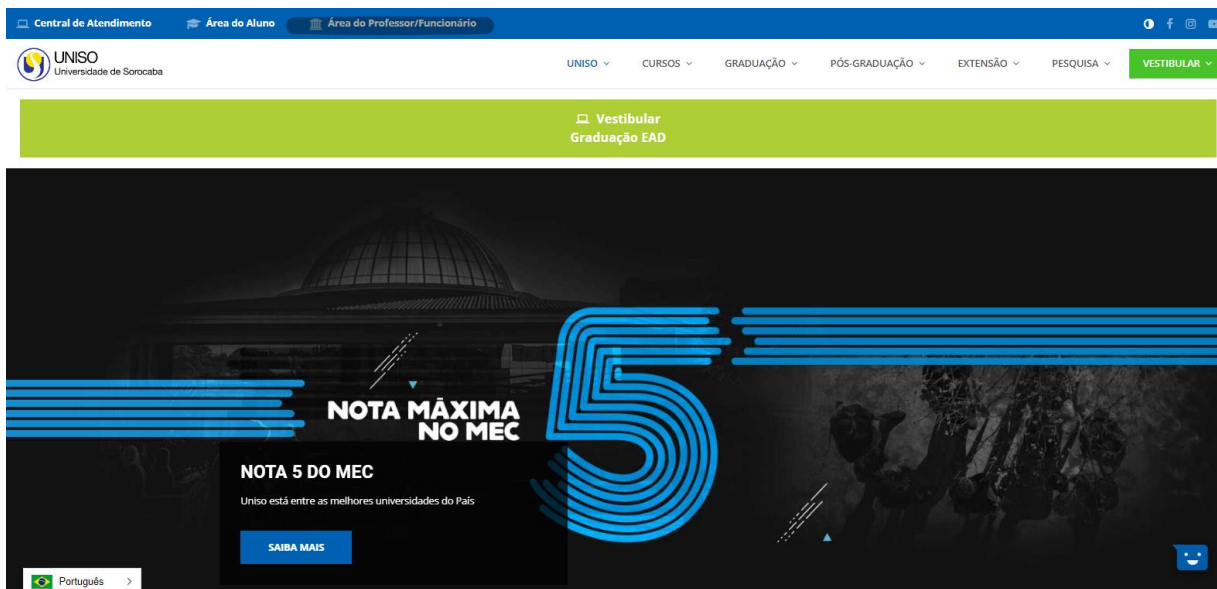 Central de Atendimento
Área do Aluno
Área do Professor/Funcionário
UNISO
Universidade de Sorocaba
UNISO
CURSOS
GRADUAÇÃO
PÓS-GRADUAÇÃO
EXTENSÃO
PESQUISA
VESTIBULAR
Vestibular
Graduação EAD
NOTA MÁXIMA
NO MEC
5
NOTA 5 DO MEC
Uniso está entre as melhores universidades do País
SAIBA MAIS
Português